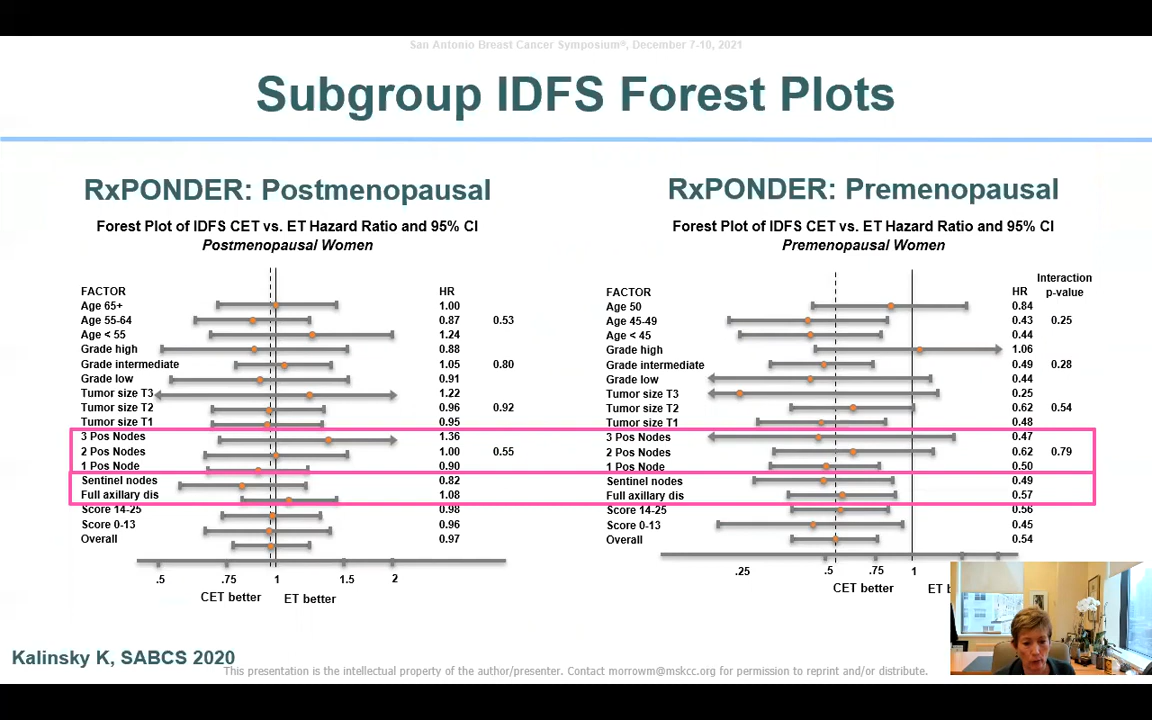 San Antonio Breast Cancer Symposium®, December 7-10, 2021
Subgroup IDFS Forest Plots
RxPONDER: Postmenopausal
Forest Plot of IDFS CET vs. ET Hazard Ratio and 95% CI
Postmenopausal Women
FACTOR HR
Age 65+ 1.00
Age 55-64 0.87 0.53
Age < 55 1.24
Grade high 0.88
Grade intermediate 1.05 0.80
Grade low 0.91
Tumor size T3 1.22
Tumor size T2 0.96 0.92
Tumor size T1 0.95
3 Pos Nodes 1.36
2 Pos Nodes 1.00 0.55
1 Pos Node 0.90
Sentinel nodes 0.82
Full axillary dis 1.08
Score 14-25 0.98
Score 0-13 0.96
Overall 0.97
.5 .75 1 1.5 2
CET better ET better
RxPONDER: Premenopausal
Forest Plot of IDFS CET vs. ET Hazard Ratio and 95% CI
Premenopausal Women
Interaction
FACTOR HR p-value
Age 50 0.84
Age 45-49 0.43 0.25
Age < 45 0.44
Grade high 1.06
Grade intermediate 0.49 0.28
Grade low 0.44
Tumor size T3 0.25
Tumor size T2 0.62 0.54
Tumor size T1 0.48
3 Pos Nodes 0.47
2 Pos Nodes 0.62 0.79
1 Pos Node 0.50
Sentinel nodes 0.49
Full axillary dis 0.57
Score 14-25 0.56
Score 0-13 0.45
Overall 0.54
.25 .5 .75 1
CET better ET
Kalinsky K, SABCS 2020
This presentation is the intellectual property of the author/presenter. Contact morrowm@mskcc.org for permission to reprint and/or distribute.